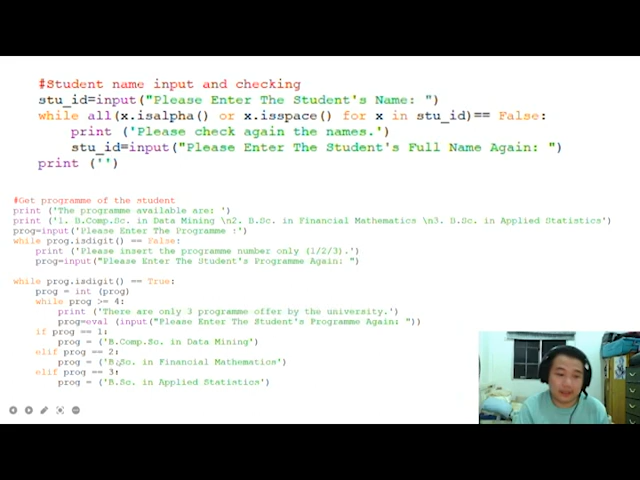 #Student name input and checking
stu_id=input("Please Enter The Student's Name: ")
while all(x.isalpha() or x.isspace() for x in stu_id)== False:
print ('Please check again the names.')
stu_id=input("Please Enter The Student's Full Name Again: ")
print ('')
#Get programme of the student
print ('The programme available are: ')
print ('1. B.Comp.Sc. in Data Mining \n2. B.Sc. in Financial Mathematics \n3. B.Sc. in Applied Statistics')
prog=input('Please Enter The Programme :')
while prog.isdigit() == False:
print ('Please insert the programme number only (1/2/3).')
prog=input("Please Enter The Student's Programme Again: ")
while prog.isdigit() == True:
prog = int (prog)
while prog >= 4:
print ('There are only 3 programme offer by the university.')
prog=eval (input("Please Enter The Student's Programme Again: "))
if prog == 1:
prog = ('B.Comp.Sc. in Data Mining')
elif prog == 2:
prog = ('B.Sc. in Financial Mathematics')
elif prog == 3:
prog = ('B.Sc. in Applied Statistics')